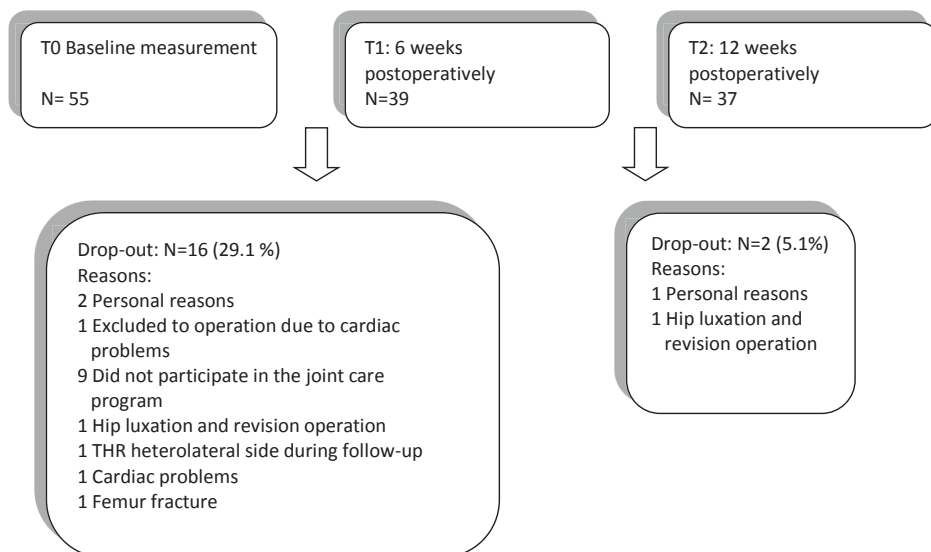 T0 Baseline measurement
N= 55
T1: 6 weeks
postoperatively
N=39
T2: 12 weeks
postoperatively
N= 37
Drop-out: N=16 (29.1 %)
Reasons:
2 Personal reasons
1 Excluded to operation due to cardiac
problems
9 Did not participate in the joint care
program
1 Hip luxation and revision operation
1 THR heterolateral side during follow-up
1 Cardiac problems
1 Femur fracture
Drop-out: N=2 (5.1%)
Reasons:
1 Personal reasons
1 Hip luxation and
revision operation